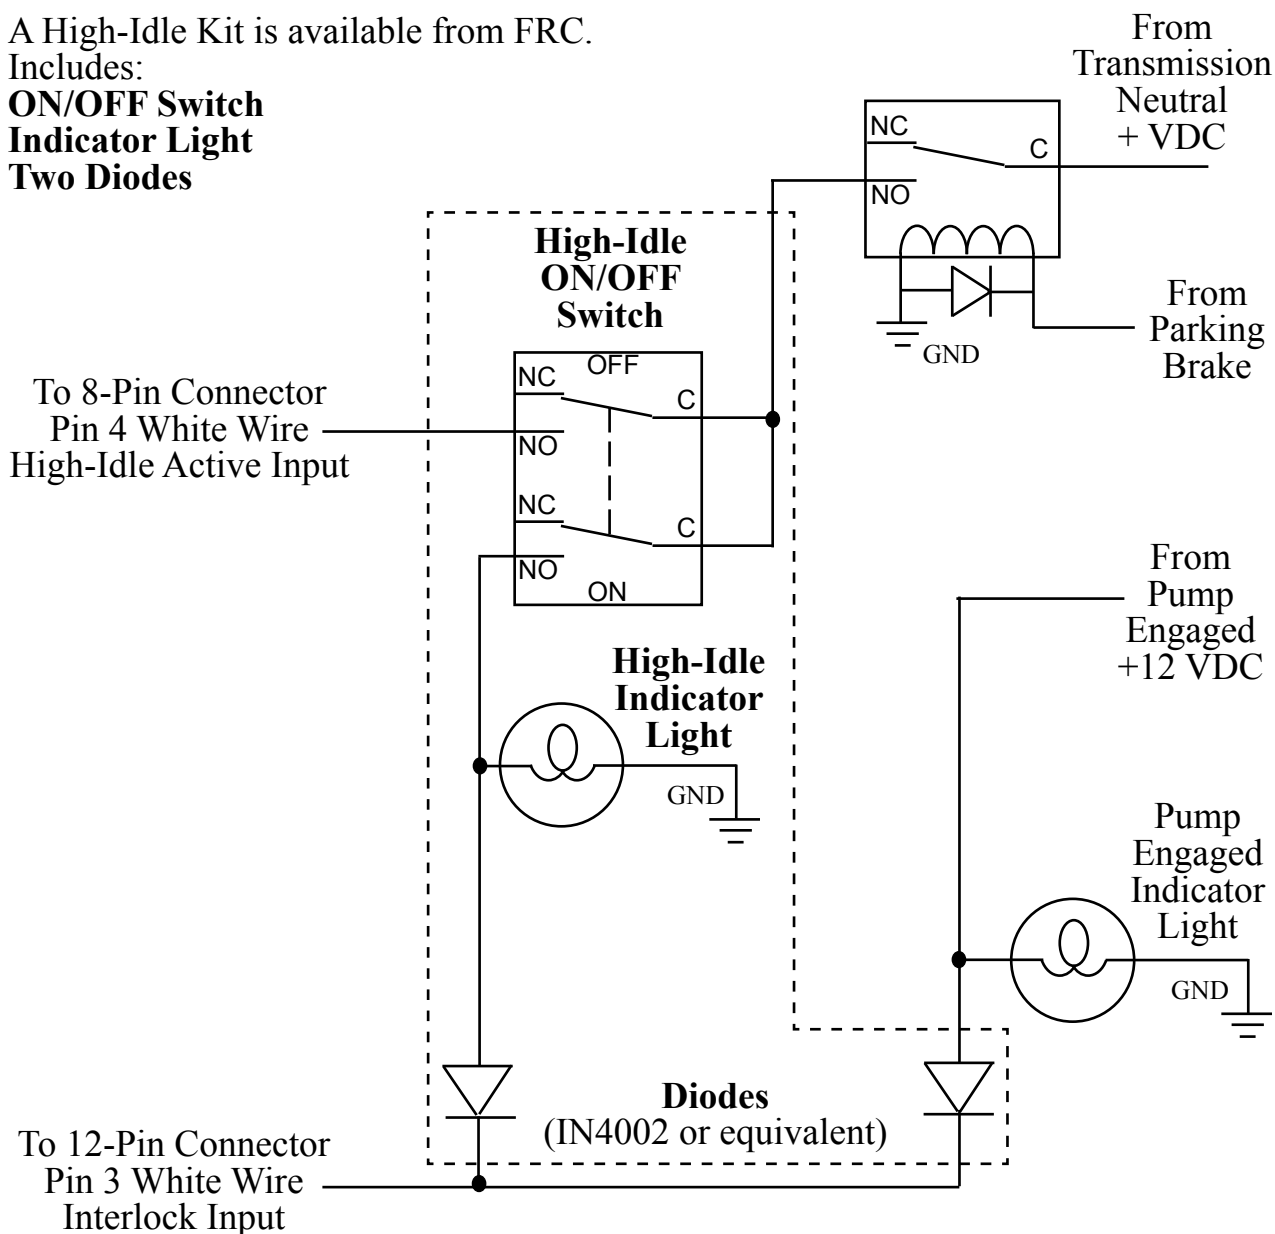 A High-Idle Kit is available from FRC.
Includes:
ON/OFF Switch
Indicator Light
Two Diodes
From
Transmission
Neutral
+ VDC
NC
C
NO
GND
From
Parking
Brake
High-Idle
ON/OFF
Switch
OFF
NC
C
NO
NC
C
NO
ON
To 8-Pin Connector
Pin 4 White Wire
High-Idle Active Input
From
Pump
Engaged
+12 VDC
High-Idle
Indicator
Light
GND
Pump
Engaged
Indicator
Light
GND
Diodes
(IN4002 or equivalent)
To 12-Pin Connector
Pin 3 White Wire
Interlock Input